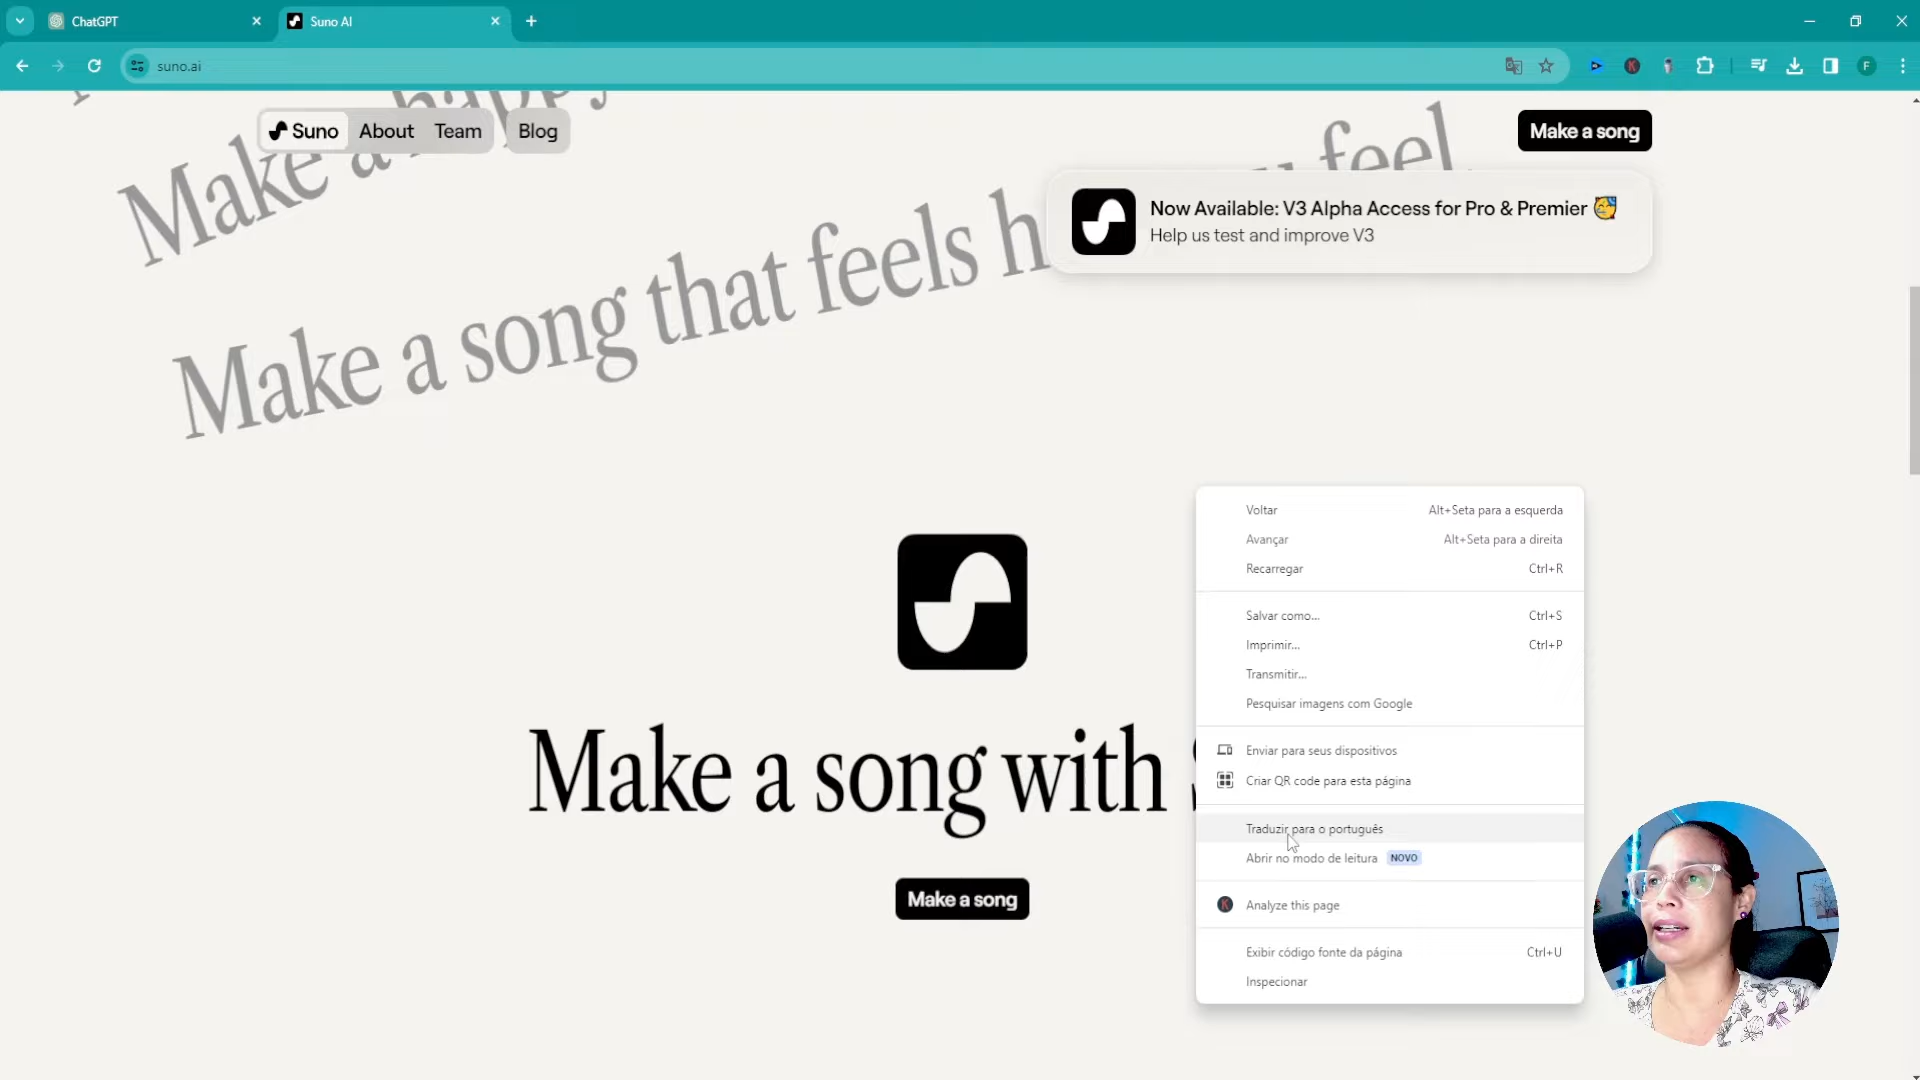 ChatGPT
Suno AI
suno.ai
F
Make a happy
Suno
About
Team
Blog
Make a song
you feel
Make a song that feels h
Now Available: V3 Alpha Access for Pro & Premier 🥳
Help us test and improve V3
Voltar Alt+Seta para a esquerda
Avançar Alt+Seta para a direita
Recarregar Ctrl+R
Salvar como... Ctrl+S
Imprimir... Ctrl+P
Transmitir...
Pesquisar imagens com Google
Enviar para seus dispositivos
Criar QR code para esta página
Traduzir para o português
Abrir no modo de leitura NOVO
K Analyze this page
Exibir código fonte da página Ctrl+U
Inspecionar
Make a song with
Make a song